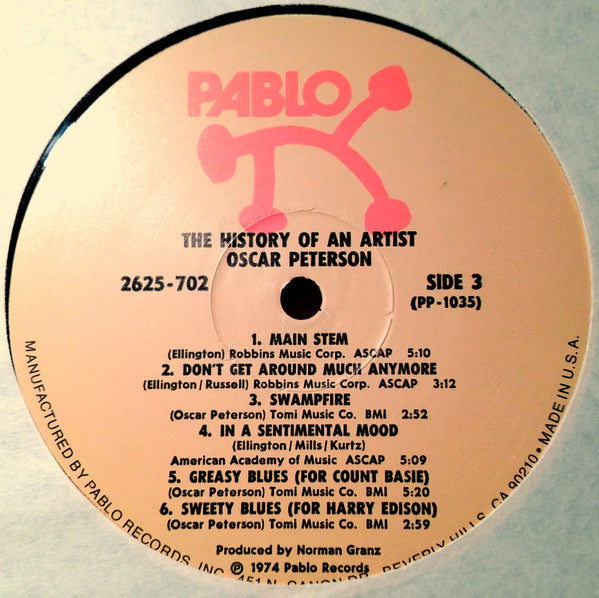 PABLO
THE HISTORY OF AN ARTIST
OSCAR PETERSON
2625-702
SIDE 3
(PP-1035)
1. MAIN STEM
(Ellington) Robbins Music Corp. ASCAP 5:10
2. DON'T GET AROUND MUCH ANYMORE
(Ellington/Russell) Robbins Music Corp. ASCAP 3:12
3. SWAMPFIRE
(Oscar Peterson) Tomi Music Co. BMI 2:52
4. IN A SENTIMENTAL MOOD
(Ellington/Mills/Kurtz)
American Academy of Music ASCAP 5:09
5. GREASY BLUES (FOR COUNT BASIE)
(Oscar Peterson) Tomi Music Co. BMI 5:20
6. SWEETY BLUES (FOR HARRY EDISON)
(Oscar Peterson) Tomi Music Co. BMI 2:59
Produced by Norman Granz
℗ 1974 Pablo Records
MANUFACTURED BY PABLO RECORDS, INC. 451 N. CANON DR. BEVERLY HILLS, CA 90210 • MADE IN U.S.A.